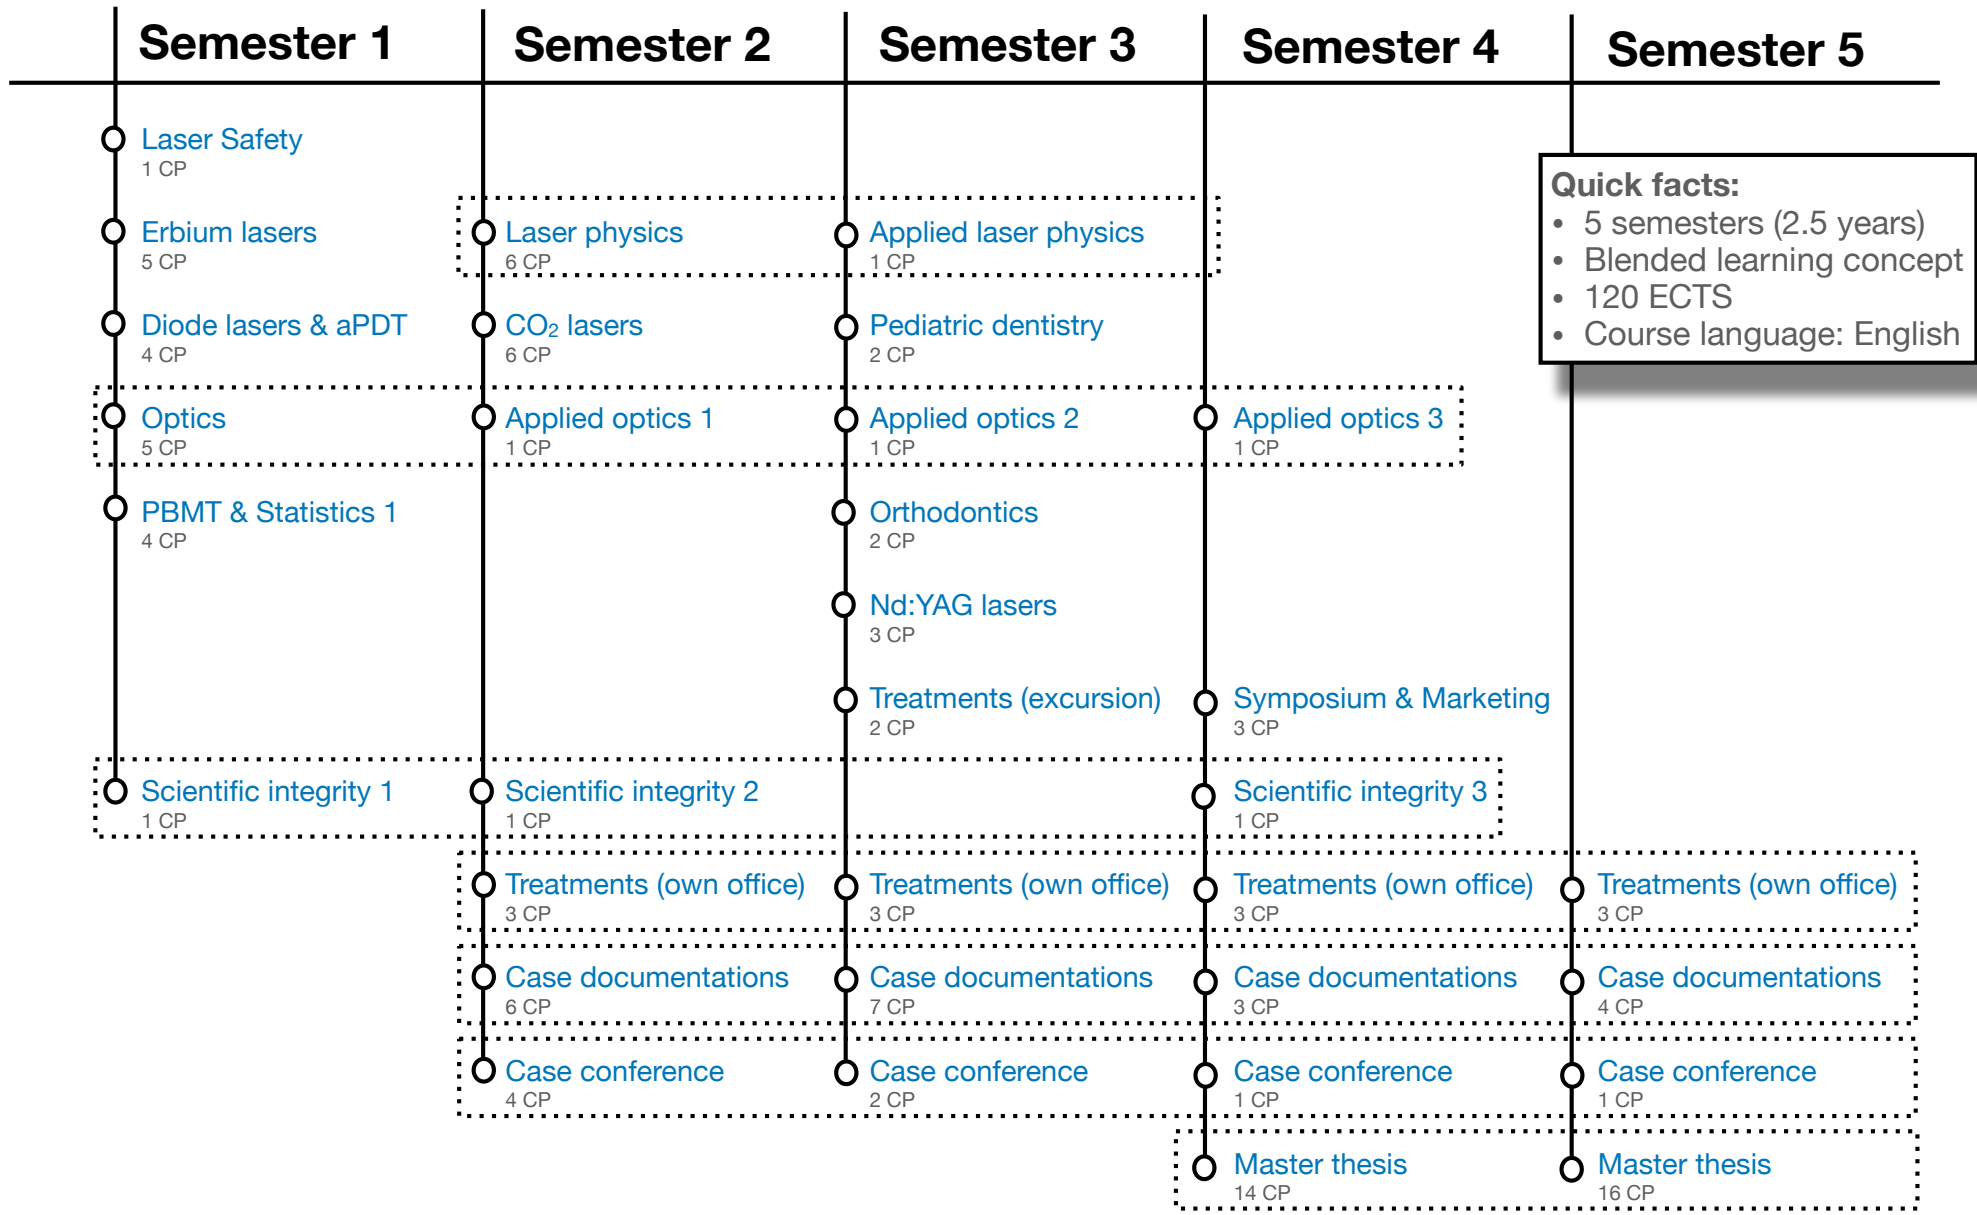 Semester 1
Semester 2
Semester 3
Semester 4
Semester 5
Laser Safety
1 CP
Erbium lasers
5 CP
Diode lasers & aPDT
4 CP
Optics
5 CP
PBMT & Statistics 1
4 CP
Scientific integrity 1
1 CP
Laser physics
6 CP
CO₂ lasers
6 CP
Applied optics 1
1 CP
Scientific integrity 2
1 CP
Treatments (own office)
3 CP
Case documentations
6 CP
Case conference
4 CP
Applied laser physics
1 CP
Pediatric dentistry
2 CP
Applied optics 2
1 CP
Orthodontics
2 CP
Nd:YAG lasers
3 CP
Treatments (excursion)
2 CP
Treatments (own office)
3 CP
Case documentations
7 CP
Case conference
2 CP
Applied optics 3
1 CP
Symposium & Marketing
3 CP
Scientific integrity 3
1 CP
Treatments (own office)
3 CP
Case documentations
3 CP
Case conference
1 CP
Master thesis
14 CP
Quick facts:
• 5 semesters (2.5 years)
• Blended learning concept
• 120 ECTS
• Course language: English
Treatments (own office)
3 CP
Case documentations
4 CP
Case conference
1 CP
Master thesis
16 CP